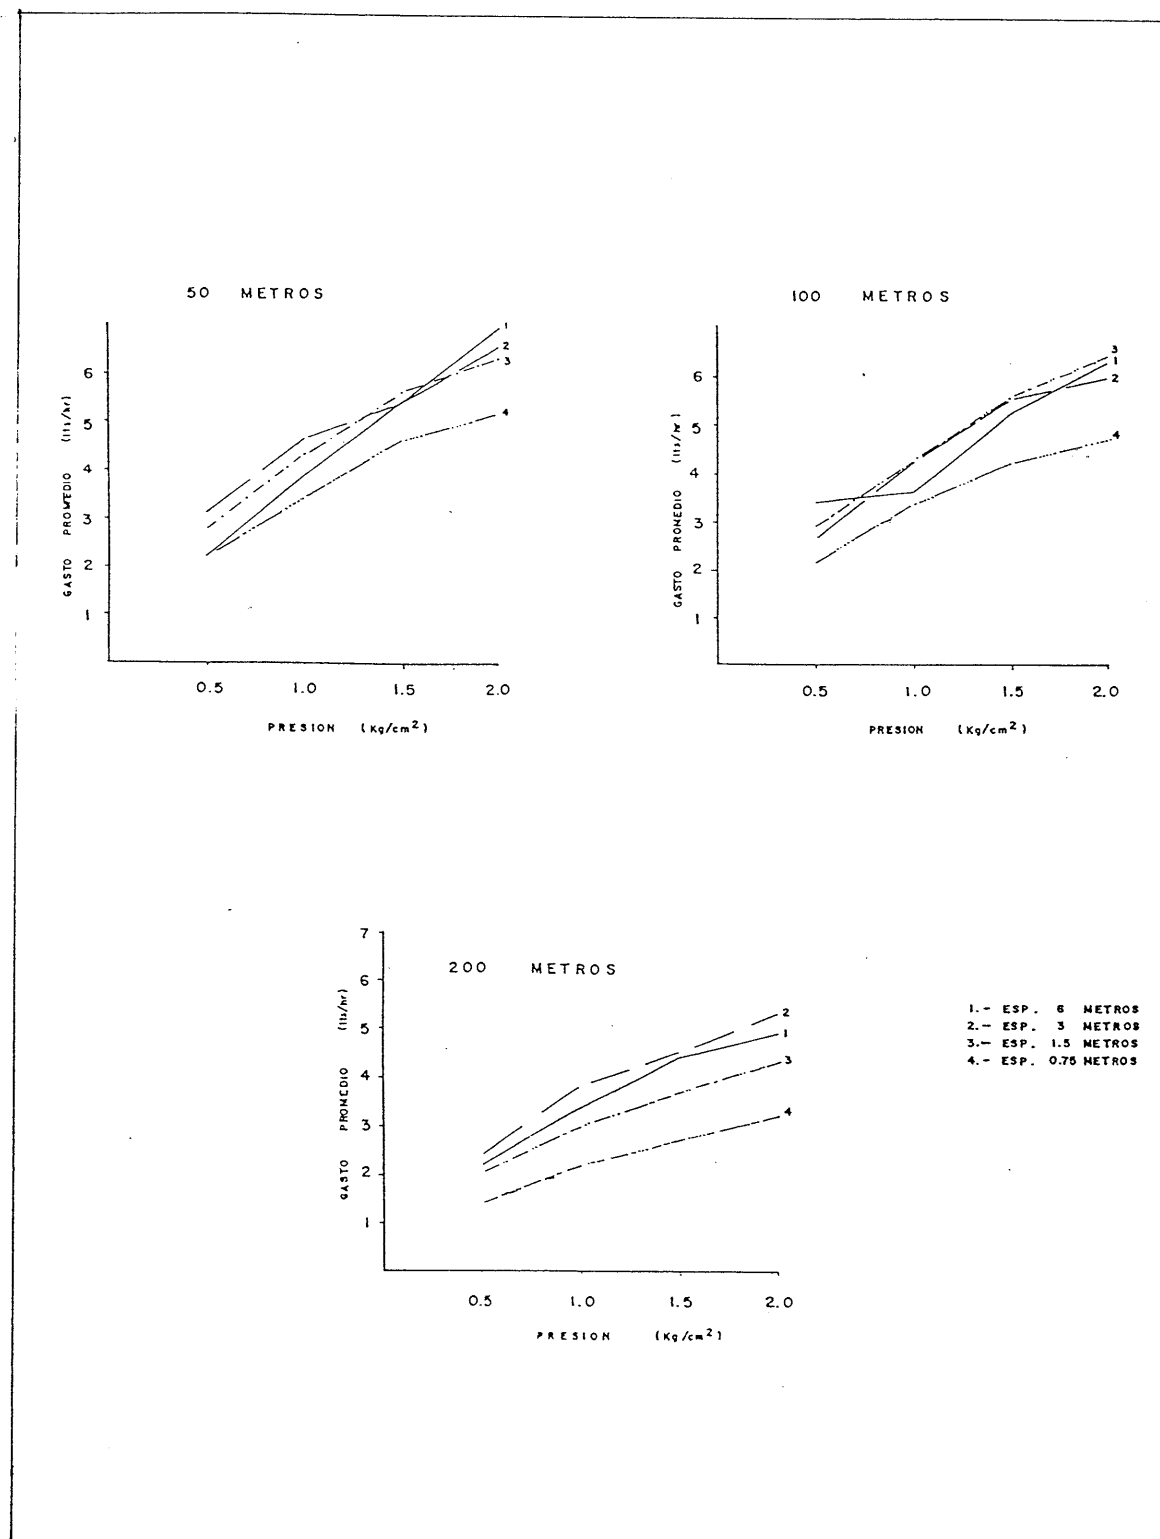 50 METROS
1
2
3
4
6
5
4
3
2
1
GASTO PROMEDIO (lts/hr)
0.5 1.0 1.5 2.0
PRESION (Kg/cm2)
100 METROS
3
1
2
4
6
5
4
3
2
1
GASTO PROMEDIO (lts/hr)
0.5 1.0 1.5 2.0
PRESION (Kg/cm2)
200 METROS
2
1
3
4
7
6
5
4
3
2
1
GASTO PROMEDIO (lts/hr)
0.5 1.0 1.5 2.0
PRESION (Kg/cm2)
1.- ESP. 6 METROS
2.- ESP. 3 METROS
3.- ESP. 1.5 METROS
4.- ESP. 0.75 METROS